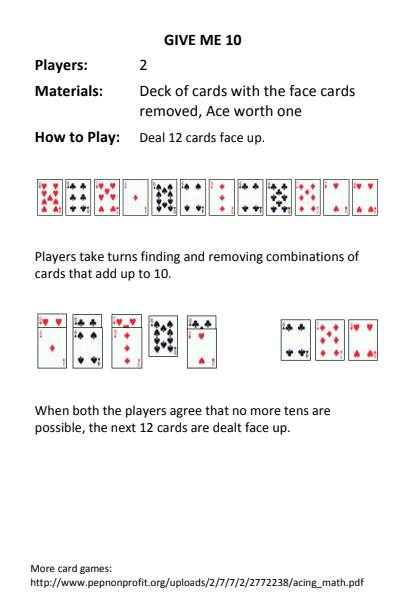 GIVE ME 10
Players: 2
Materials: Deck of cards with the face cards
removed, Ace worth one
How to Play: Deal 12 cards face up.
Players take turns finding and removing combinations of
cards that add up to 10.
When both the players agree that no more tens are
possible, the next 12 cards are dealt face up.
More card games:
http://www.pepnonprofit.org/uploads/2/7/7/2/2772238/acing_math.pdf